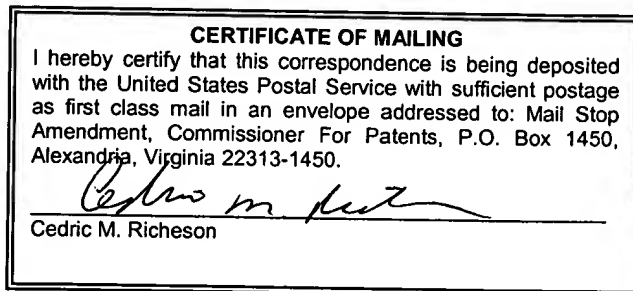 CERTIFICATE OF MAILING
I hereby certify that this correspondence is being deposited
with the United States Postal Service with sufficient postage
as first class mail in an envelope addressed to: Mail Stop
Amendment, Commissioner For Patents, P.O. Box 1450,
Alexandria, Virginia 22313-1450.
Cedric M. Richeson